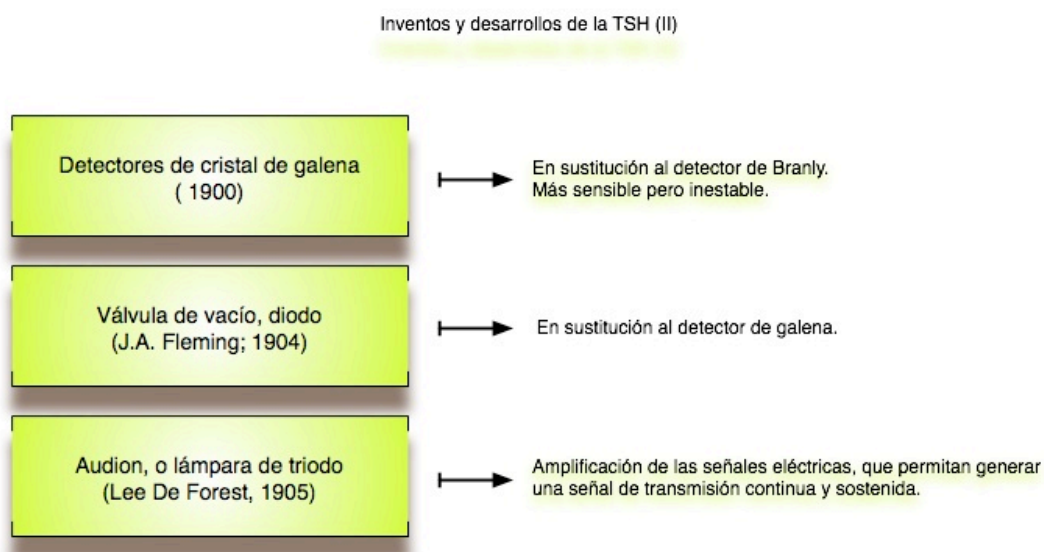 Inventos y desarrollos de la TSH (II)
Detectores de cristal de galena
( 1900)
En sustitución al detector de Branly.
Más sensible pero inestable.
Válvula de vacío, diodo
(J.A. Fleming; 1904)
En sustitución al detector de galena.
Audion, o lámpara de triodo
(Lee De Forest, 1905)
Amplificación de las señales eléctricas, que permitan generar
una señal de transmisión continua y sostenida.